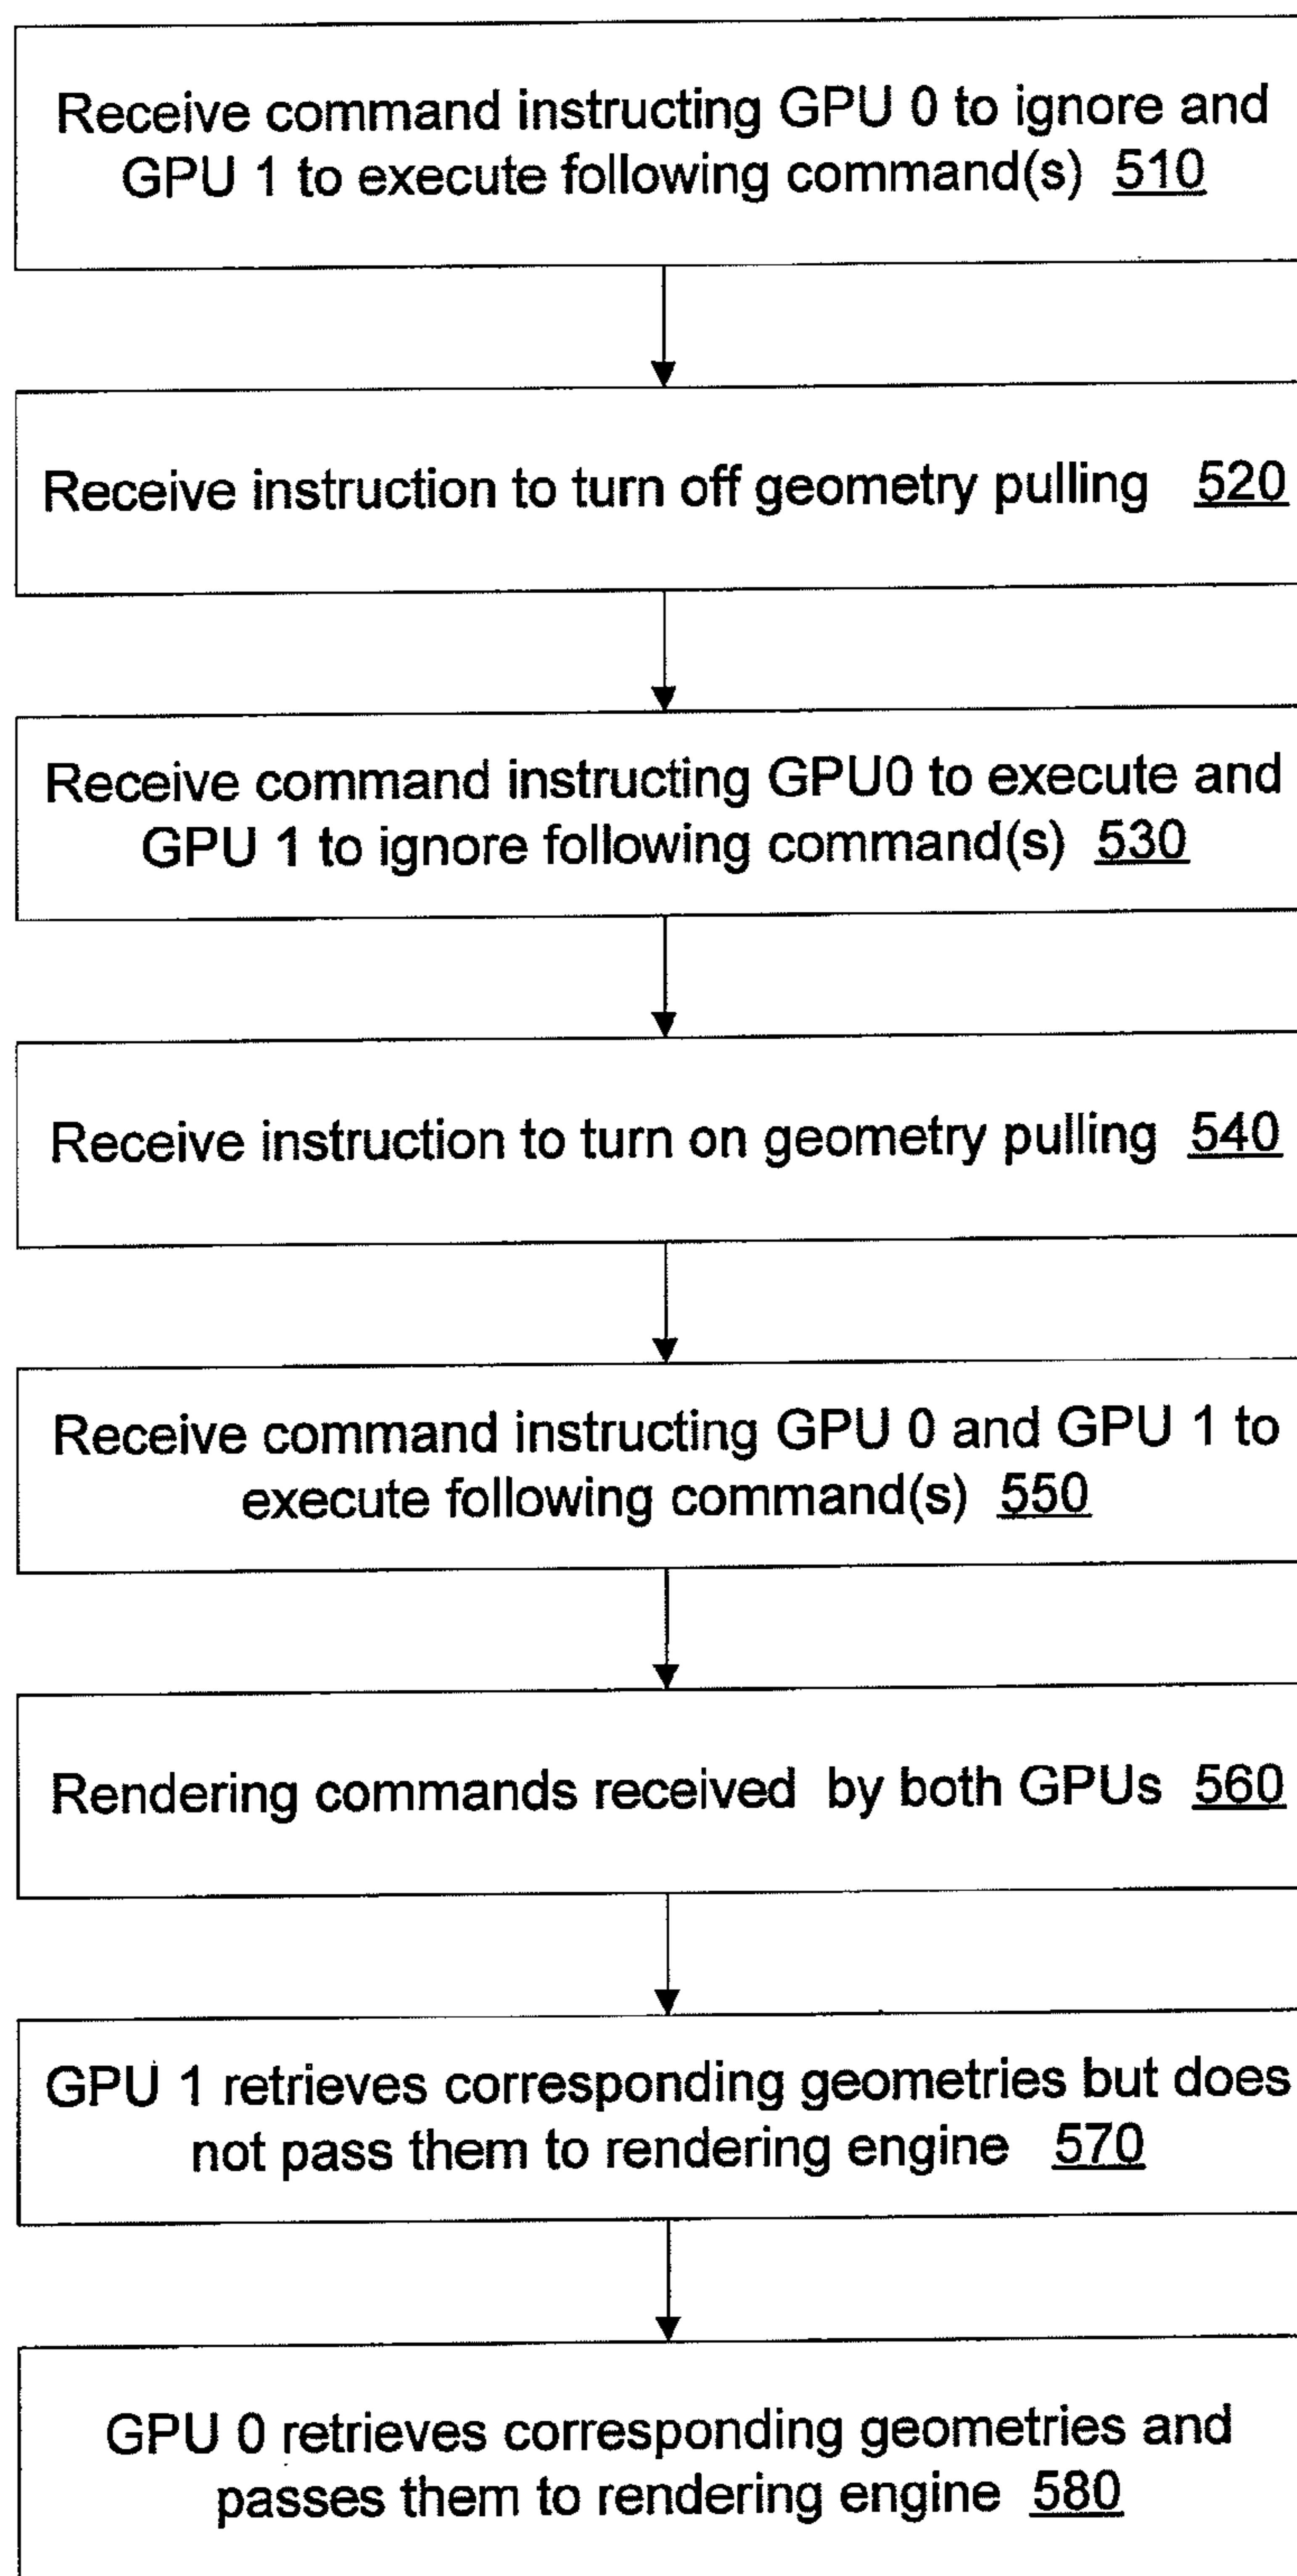 Receive command instructing GPU 0 to ignore and
GPU 1 to execute following command(s) 510
Receive instruction to turn off geometry pulling 520
Receive command instructing GPU0 to execute and
GPU 1 to ignore following command(s) 530
Receive instruction to turn on geometry pulling 540
Receive command instructing GPU 0 and GPU 1 to
execute following command(s) 550
Rendering commands received by both GPUs 560
GPU 1 retrieves corresponding geometries but does
not pass them to rendering engine 570
GPU 0 retrieves corresponding geometries and
passes them to rendering engine 580